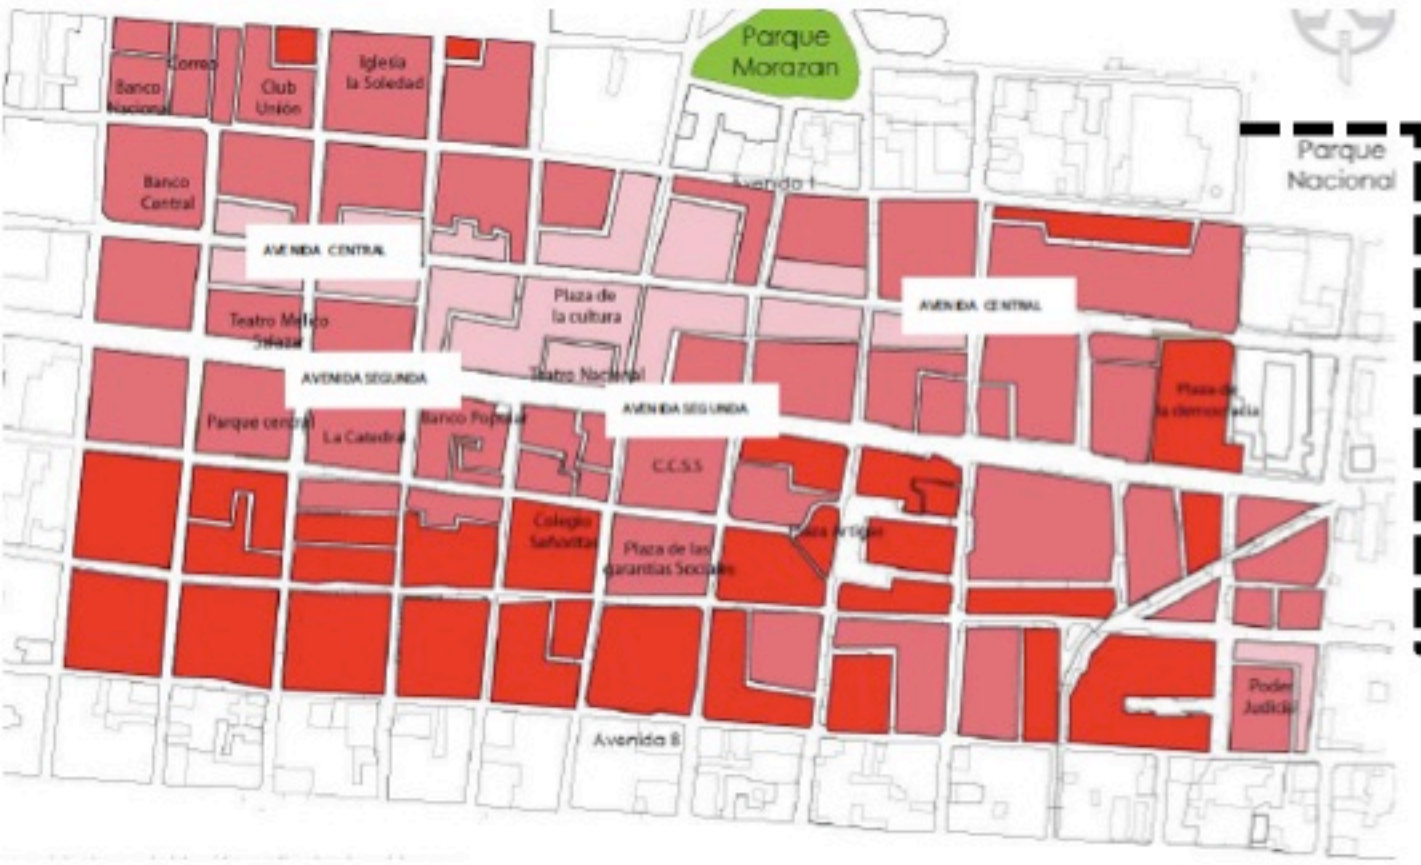 Parque
Morazan
Correo
Iglesia
la Soledad
Banco
Nacional
Club
Unión
Parque
Nacional
Avenida 1
Banco
Central
AVENIDA CENTRAL
Plaza de
la cultura
AVENIDA CENTRAL
Teatro Melico
Salazar
AVENIDA SEGUNDA
Teatro Nacional
AVENIDA SEGUNDA
Plaza de
la democracia
Parque central
La Catedral
Banco Popular
C.C.S.S
Colegio
Señoritas
Plaza de las
garantías Sociales
Artigas
Poder
Judicial
Avenida 8